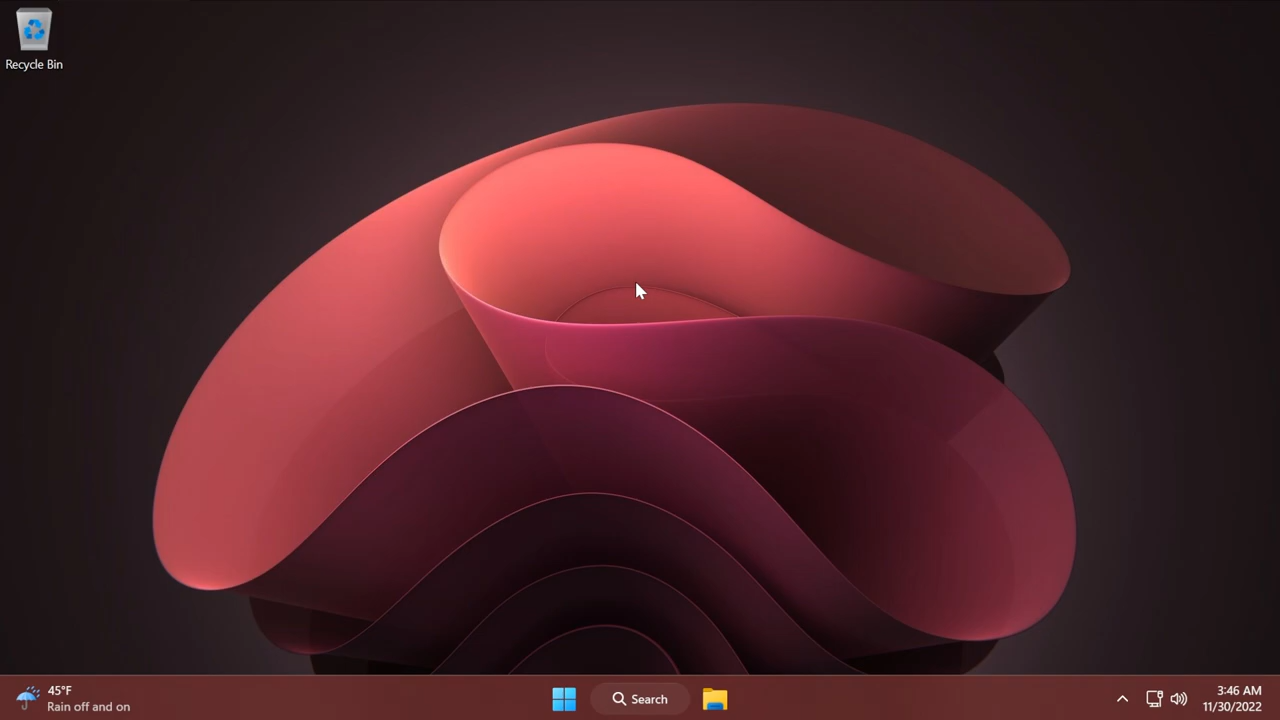 Recycle Bin
45°F
Rain off and on
Search
3:46 AM
11/30/2022